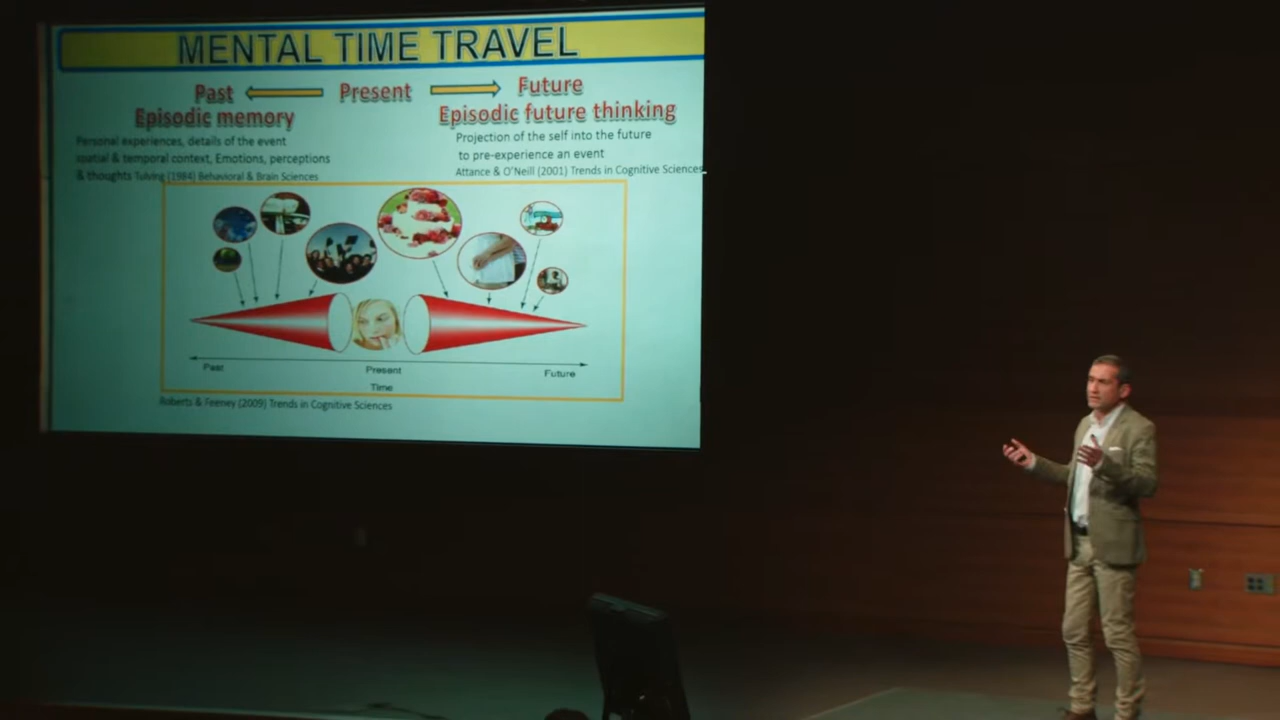 MENTAL TIME TRAVEL
Past Present Future
Episodic memory
Episodic future thinking
Personal experiences, details of the event
spatial & temporal context, Emotions, perceptions
& thoughts Tulving (1984) Behavioral & Brain Sciences
Projection of the self into the future
to pre-experience an event
Attance & O'Neill (2001) Trends in Cognitive Sciences
Past
Present
Future
Time
Roberts & Feeney (2009) Trends in Cognitive Sciences